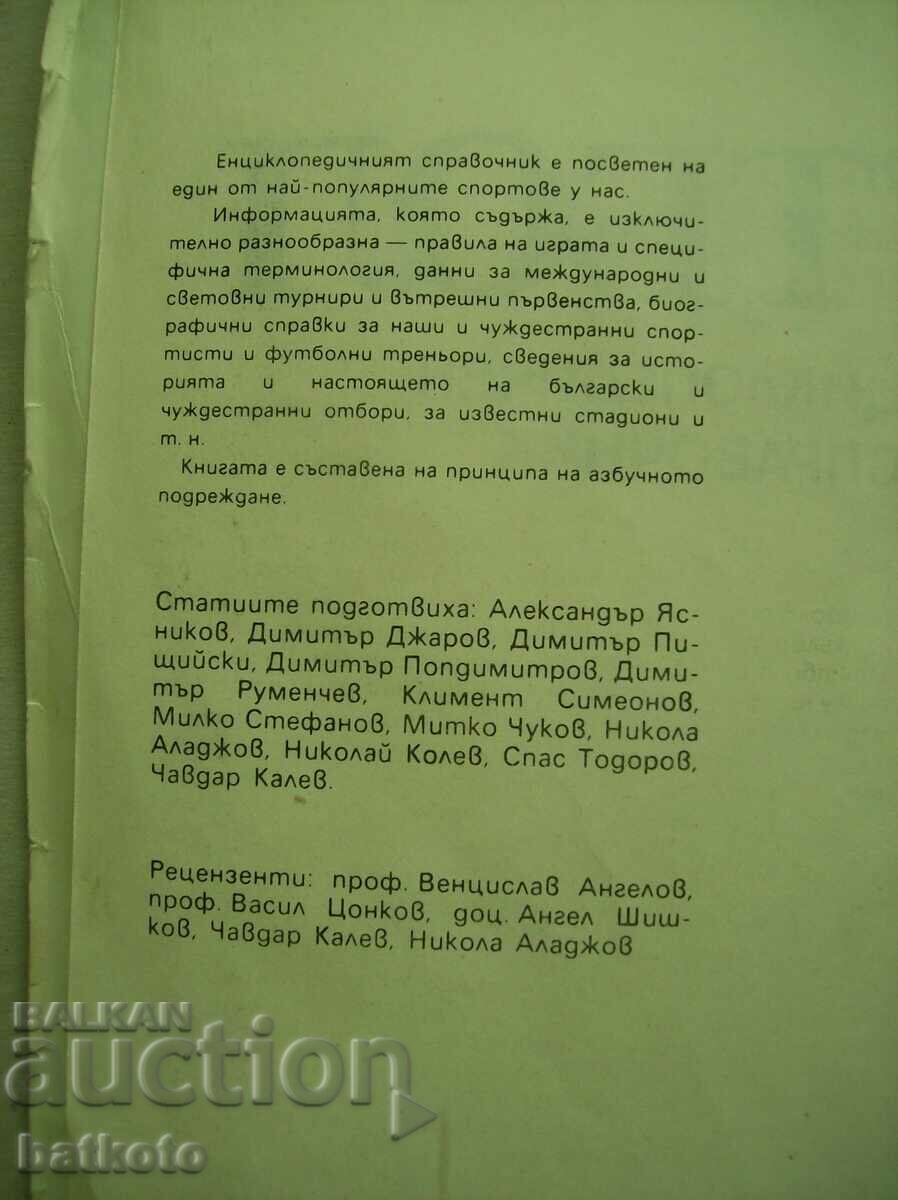 Енциклопедичният справочник е посветен на
един от най-популярните спортове у нас.
Информацията, която съдържа, е изключи-
телно разнообразна — правила на играта и специ-
фична терминология, данни за международни и
световни турнири и вътрешни първенства, биог-
рафични справки за наши и чуждестранни спор-
тисти и футболни треньори, сведения за исто-
рията и настоящето на български и
чуждестранни отбори, за известни стадиони и
т. н.
Книгата е съставена на принципа на азбучното
подреждане.
Статиите подготвиха: Александър Яс-
ников, Димитър Джаров, Димитър Пи-
щийски, Димитър Попдимитров, Дими-
тър Руменчев, Климент Симеонов,
Милко Стефанов, Митко Чуков, Никола
Аладжов, Николай Колев, Спас Тодоров,
Чавдар Калев.
Рецензенти: проф. Венцислав Ангелов,
проф. Васил Цонков, доц. Ангел Шиш-
ков, Чавдар Калев, Никола Аладжов
BALKAN
auction
batkoto